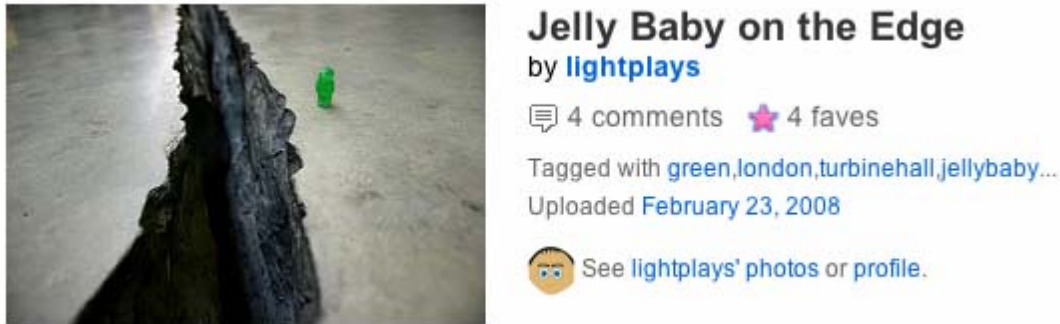 Jelly Baby on the Edge
by lightplays
4 comments 4 faves
Tagged with green,london,turbinehall,jellybaby...
Uploaded February 23, 2008
See lightplays' photos or profile.